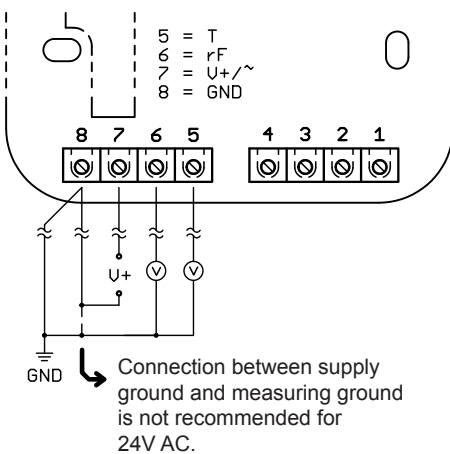 5 = T
6 = rF
7 = V+/~
8 = GND
8 7 6 5 4 3 2 1
V+
V V
GND
Connection between supply
ground and measuring ground
is not recommended for
24V AC.